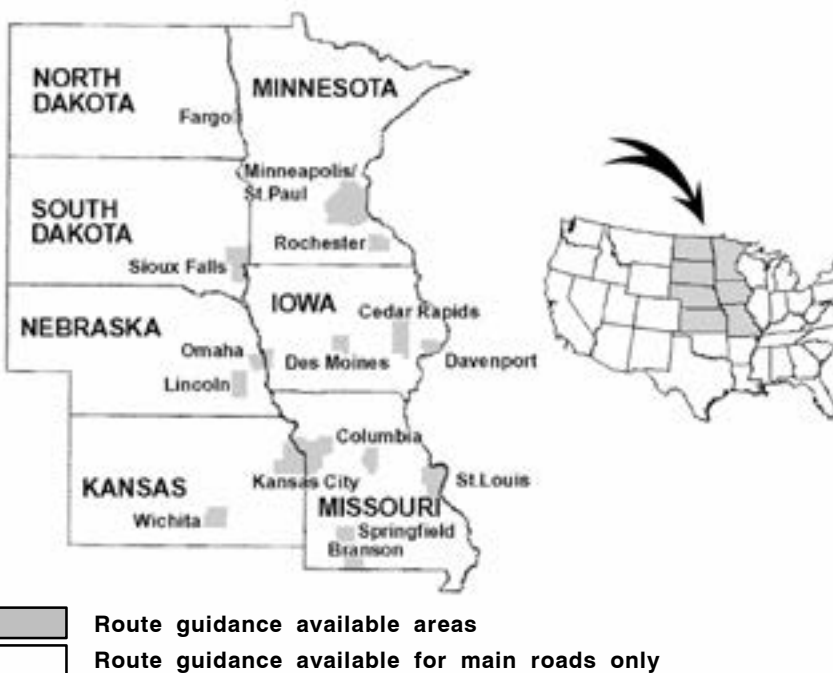 NORTH
DAKOTA
MINNESOTA
Fargo
Minneapolis/
St.Paul
SOUTH
DAKOTA
Rochester
Sioux Falls
IOWA
Cedar Rapids
NEBRASKA
Omaha
Des Moines
Davenport
Lincoln
Columbia
KANSAS
Kansas City
St.Louis
MISSOURI
Wichita
Springfield
Branson
Route guidance available areas
Route guidance available for main roads only